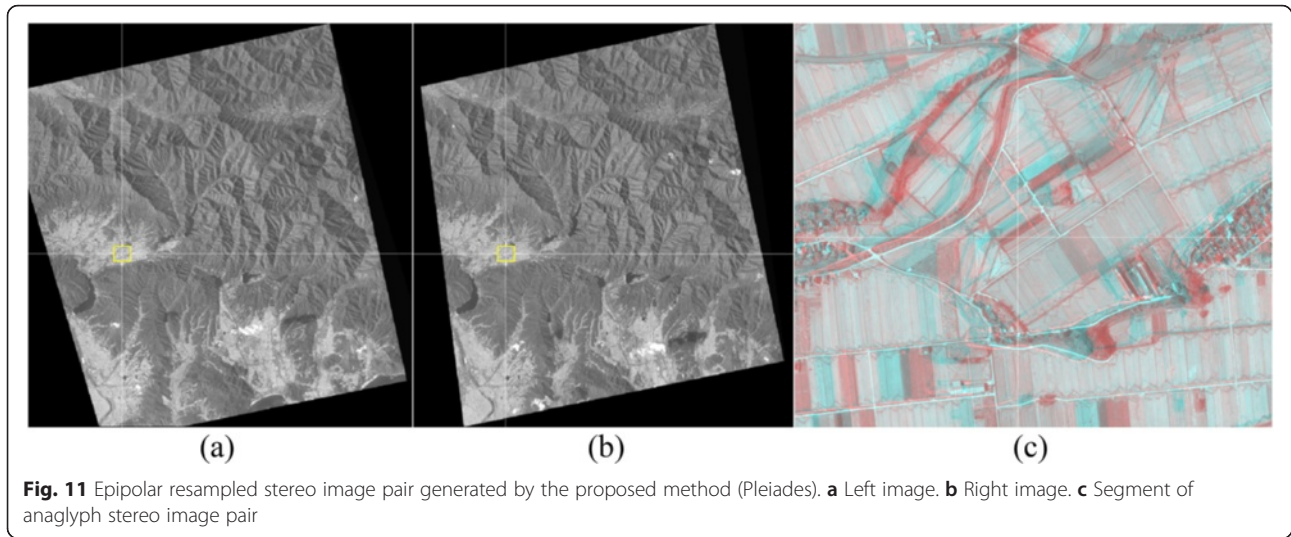 (a) (b) (c)
Fig. 11 Epipolar resampled stereo image pair generated by the proposed method (Pleiades). a Left image. b Right image. c Segment of
anaglyph stereo image pair